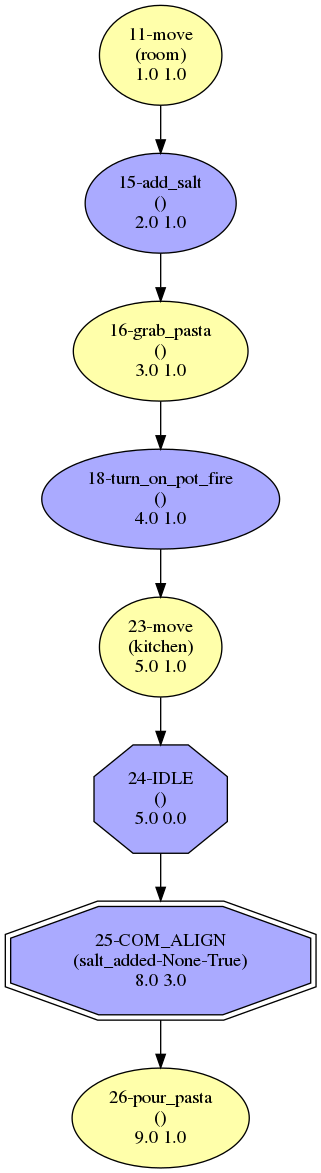 11-move
(room)
1.0 1.0
15-add_salt
()
2.0 1.0
16-grab_pasta
()
3.0 1.0
18-turn_on_pot_fire
()
4.0 1.0
23-move
(kitchen)
5.0 1.0
24-IDLE
()
5.0 0.0
25-COM_ALIGN
(salt_added-None-True)
8.0 3.0
26-pour_pasta
()
9.0 1.0